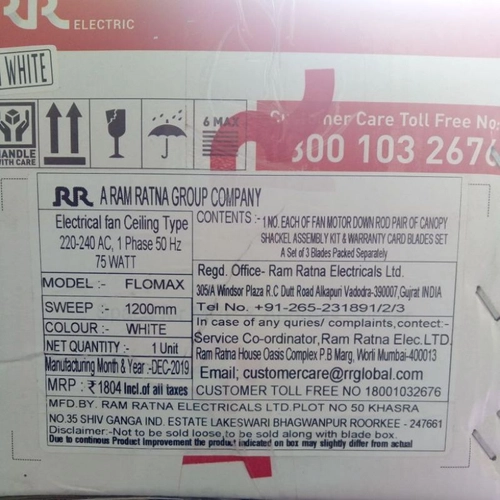 RR ELECTRIC
WHITE
HANDLE
WITH CARE
6 MAX
Customer Care Toll Free No:
800 103 2676
RR A RAM RATNA GROUP COMPANY
Electrical fan Ceiling Type
220-240 AC, 1 Phase 50 Hz
75 WATT
CONTENTS :- 1 NO. EACH OF FAN MOTOR DOWN ROD PAIR OF CANOPY
SHACKEL ASSEMBLY KIT & WARRANTY CARD BLADES SET
A Set of 3 Blades Packed Separately
MODEL :- FLOMAX
SWEEP :- 1200mm
COLOUR :- WHITE
NET QUANTITY :- 1 Unit
Manufacturing Month & Year :-DEC-2019
MRP : ₹ 1804 Incl.of all taxes
Regd. Office- Ram Ratna Electricals Ltd.
305/A Windsor Plaza R.C Dutt Road Alkapuri Vadodra-390007,Gujrat INDIA
Tel No. +91-265-231891/2/3
In case of any quries/ complaints,contect:-
Service Co-ordinator,Ram Ratna Elec.LTD.
Ram Ratna House Oasis Complex P.B Marg, Worli Mumbai-400013
Email; customercare@rrglobal.com
CUSTOMER TOLL FREE NO 18001032676
MFD.BY. RAM RATNA ELECTRICALS LTD.PLOT NO 50 KHASRA
NO.35 SHIV GANGA IND. ESTATE LAKESWARI BHAGWANPUR ROORKEE - 247661
Disclaimer:-Not to be sold loose to be sold along with blade box.
Due to continous Product Improvement the product indicated on box may slightly differ from actual